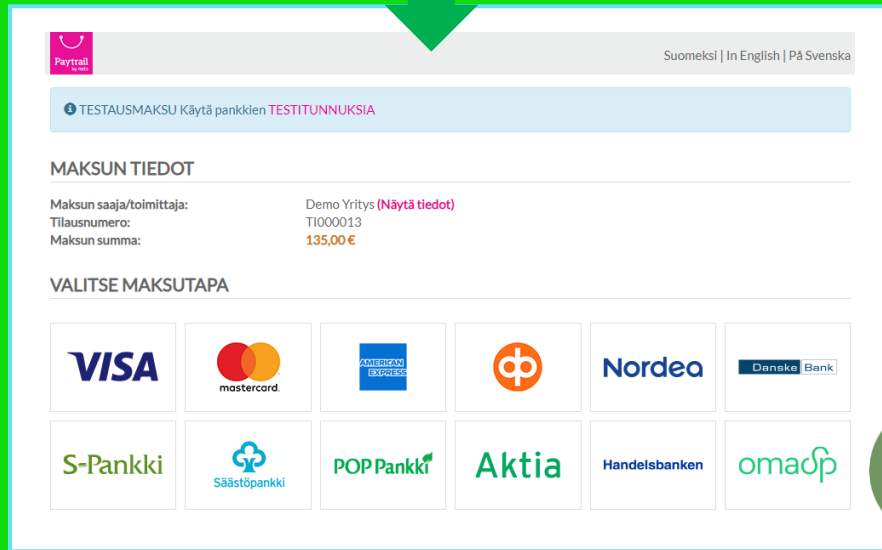 Paytrail
by nets
Suomeksi | In English | På Svenska
TESTAUSMAKSU Käytä pankkien TESTITUNNUKSIA
MAKSUN TIEDOT
Maksun saaja/toimittaja: Demo Yritys (Näytä tiedot)
Tilausnumero: TI000013
Maksun summa: 135,00 €
VALITSE MAKSUTAPA
VISA
mastercard.
AMERICAN
EXPRESS
op
Nordea
Danske Bank
S-Pankki
Säästöpankki
POP Pankki
Aktia
Handelsbanken
omasp